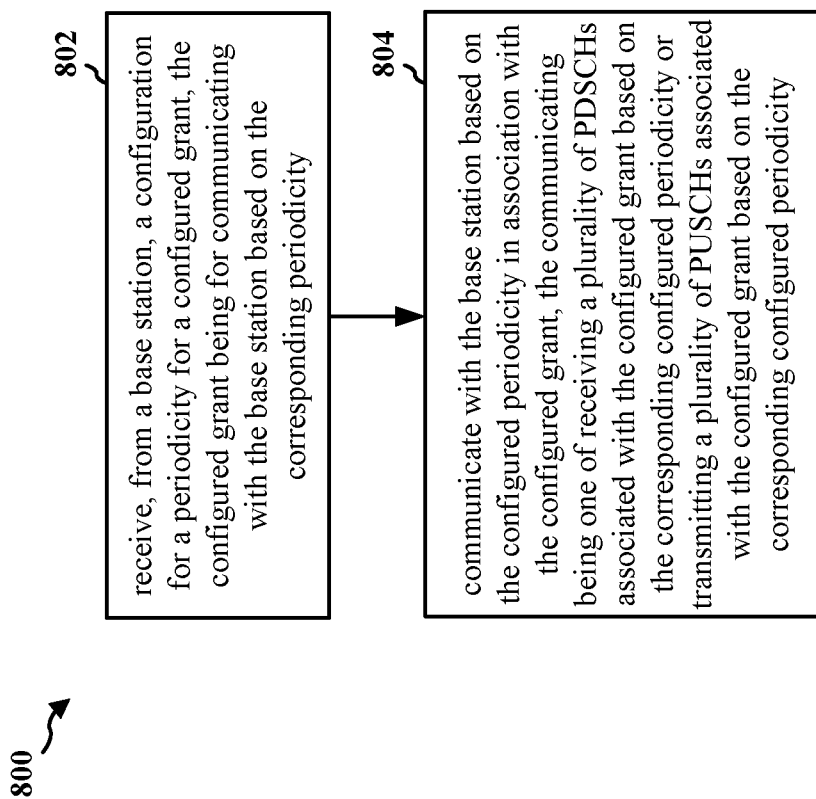 800
802
receive, from a base station, a configuration
for a periodicity for a configured grant, the
configured grant being for communicating
with the base station based on the
corresponding periodicity
804
communicate with the base station based on
the configured periodicity in association with
the configured grant, the communicating
being one of receiving a plurality of PDSCHs
associated with the configured grant based on
the corresponding configured periodicity or
transmitting a plurality of PUSCHs associated
with the configured grant based on the
corresponding configured periodicity